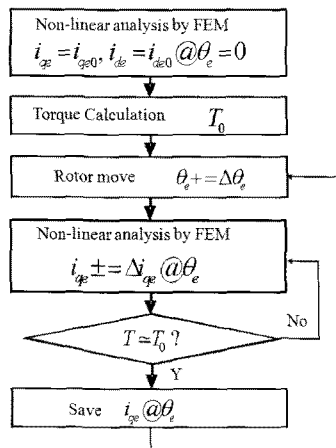 Non-linear analysis by FEM
i_qe = i_qe0, i_de = i_de0 @θ_e = 0
Torque Calculation T_0
Rotor move θ_e += Δθ_e
Non-linear analysis by FEM
i_qe ± = Δi_qe @θ_e
No
T ≃ T_0 ?
Y
Save i_qe @θ_e